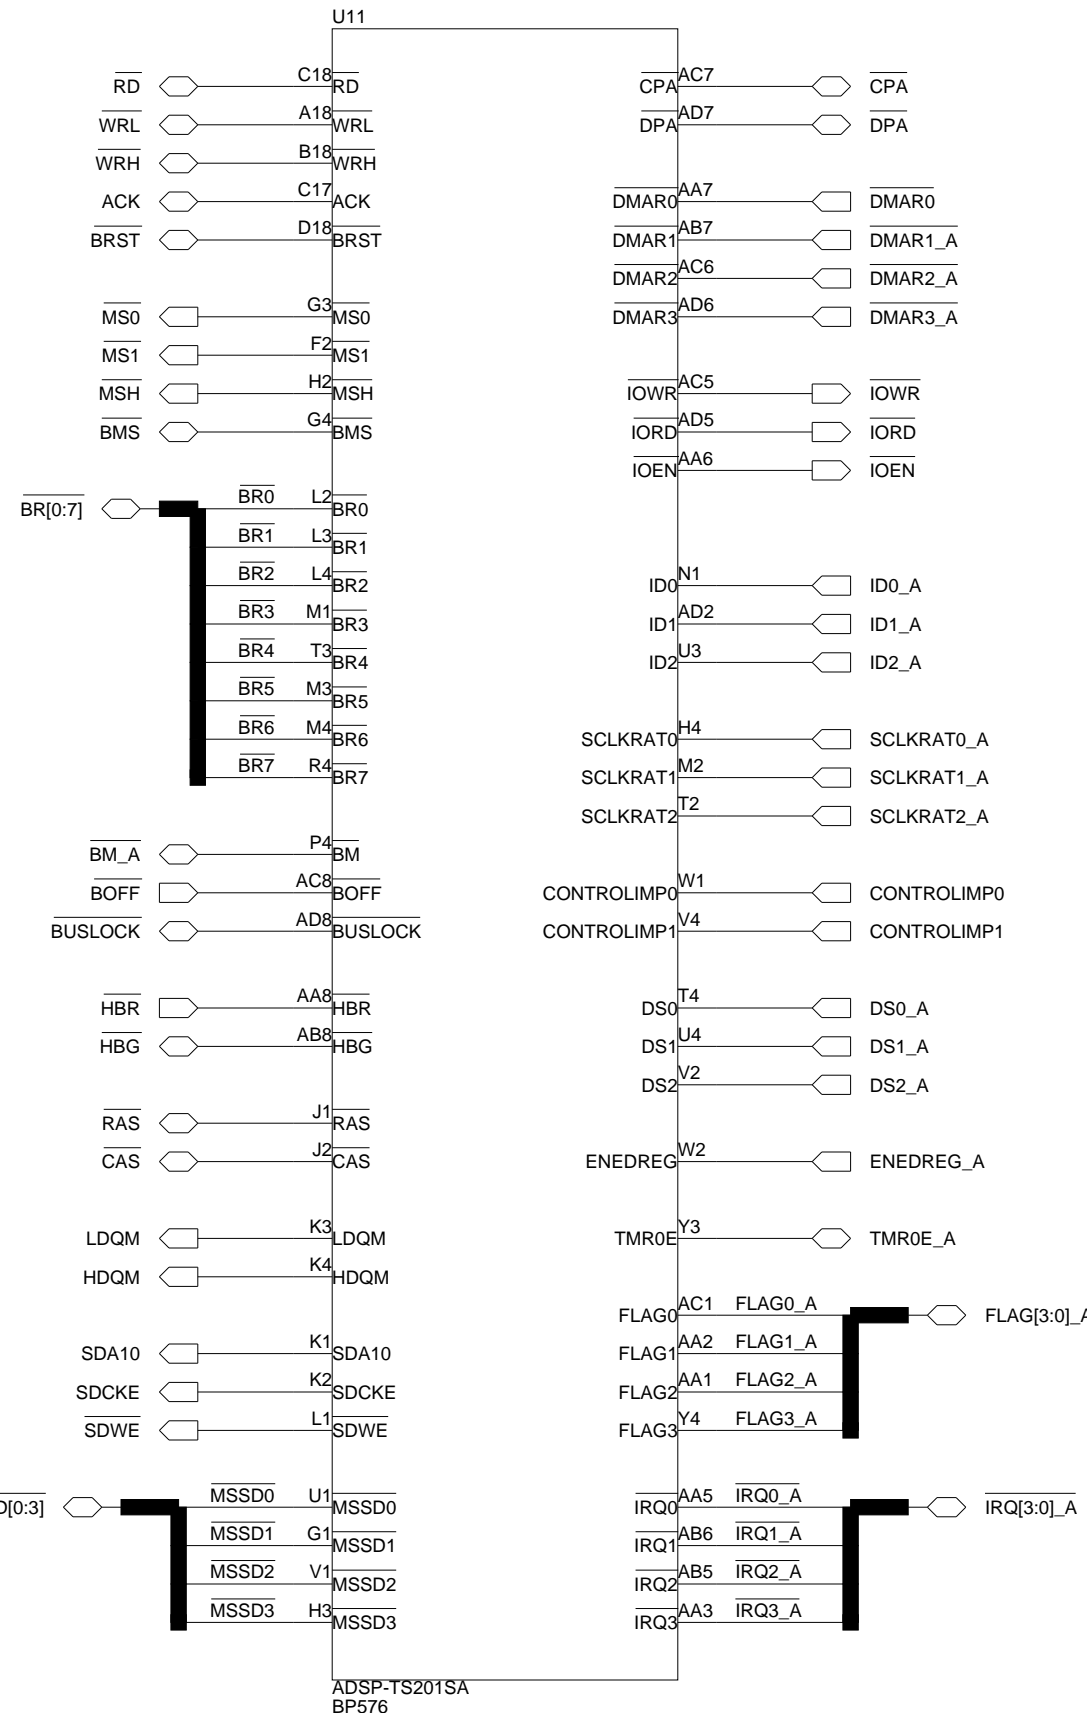 U11
RD C18 RD CPA AC7 CPA
WRL A18 WRL DPA AD7 DPA
WRH B18 WRH
ACK C17 ACK DMAR0 AA7 DMAR0
BRST D18 BRST DMAR1 AB7 DMAR1_A
DMAR2 AC6 DMAR2_A
MS0 G3 MS0 DMAR3 AD6 DMAR3_A
MS1 F2 MS1
MSH H2 MSH IOWR AC5 IOWR
BMS G4 BMS IORD AD5 IORD
IOEN AA6 IOEN
BR[0:7] BR0 L2 BR0
BR1 L3 BR1
BR2 L4 BR2 ID0 N1 ID0_A
BR3 M1 BR3 ID1 AD2 ID1_A
BR4 T3 BR4 ID2 U3 ID2_A
BR5 M3 BR5
BR6 M4 BR6 SCLKRAT0 H4 SCLKRAT0_A
BR7 R4 BR7 SCLKRAT1 M2 SCLKRAT1_A
SCLKRAT2 T2 SCLKRAT2_A
BM_A P4 BM
BOFF AC8 BOFF CONTROLIMP0 W1 CONTROLIMP0
BUSLOCK AD8 BUSLOCK CONTROLIMP1 V4 CONTROLIMP1
HBR AA8 HBR DS0 T4 DS0_A
HBG AB8 HBG DS1 U4 DS1_A
DS2 V2 DS2_A
RAS J1 RAS
CAS J2 CAS ENEDREG W2 ENEDREG_A
LDQM K3 LDQM TMR0E Y3 TMR0E_A
HDQM K4 HDQM
FLAG0 AC1 FLAG0_A FLAG[3:0]_A
SDA10 K1 SDA10 FLAG1 AA2 FLAG1_A
SDCKE K2 SDCKE FLAG2 AA1 FLAG2_A
SDWE L1 SDWE FLAG3 Y4 FLAG3_A
D[0:3] MSSD0 U1 MSSD0 IRQ0 AA5 IRQ0_A IRQ[3:0]_A
MSSD1 G1 MSSD1 IRQ1 AB6 IRQ1_A
MSSD2 V1 MSSD2 IRQ2 AB5 IRQ2_A
MSSD3 H3 MSSD3 IRQ3 AA3 IRQ3_A
ADSP-TS201SA
BP576